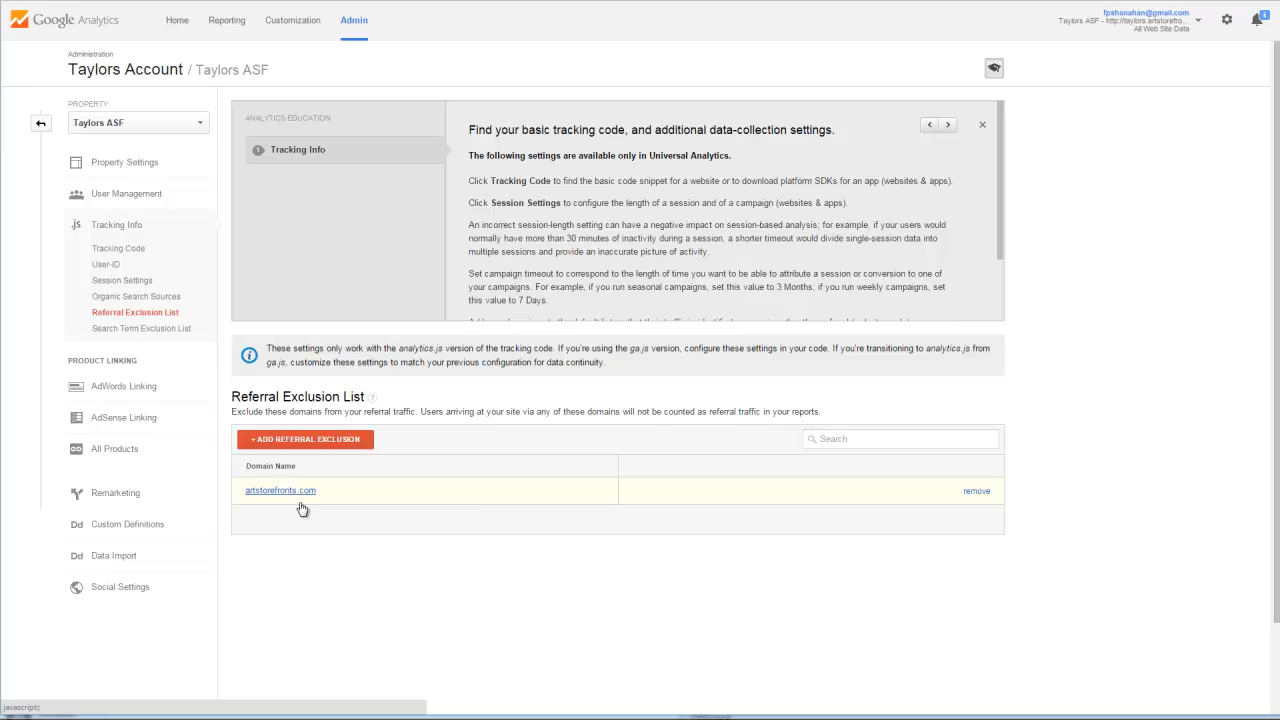 Google Analytics
Home Reporting Customization Admin
fpshanahan@gmail.com
Taylors ASF - http://taylors.artstorefro...
All Web Site Data
Administration
Taylors Account / Taylors ASF
PROPERTY
Taylors ASF
Property Settings
User Management
.js Tracking Info
Tracking Code
User-ID
Session Settings
Organic Search Sources
Referral Exclusion List
Search Term Exclusion List
PRODUCT LINKING
AdWords Linking
AdSense Linking
All Products
Remarketing
Dd Custom Definitions
Dd Data Import
Social Settings
ANALYTICS EDUCATION
Tracking Info
Find your basic tracking code, and additional data-collection settings.
The following settings are available only in Universal Analytics.
Click Tracking Code to find the basic code snippet for a website or to download platform SDKs for an app (websites & apps).
Click Session Settings to configure the length of a session and of a campaign (websites & apps).
An incorrect session-length setting can have a negative impact on session-based analysis; for example, if your users would
normally have more than 30 minutes of inactivity during a session, a shorter timeout would divide single-session data into
multiple sessions and provide an inaccurate picture of activity.
Set campaign timeout to correspond to the length of time you want to be able to attribute a session or conversion to one of
your campaigns. For example, if you run seasonal campaigns, set this value to 3 Months; if you run weekly campaigns, set
this value to 7 Days.
These settings only work with the analytics.js version of the tracking code. If you're using the ga.js version, configure these settings in your code. If you're transitioning to analytics.js from
ga.js, customize these settings to match your previous configuration for data continuity.
Referral Exclusion List ?
Exclude these domains from your referral traffic. Users arriving at your site via any of these domains will not be counted as referral traffic in your reports.
+ ADD REFERRAL EXCLUSION
Search
Domain Name
artstorefronts.com
remove
javascript:;